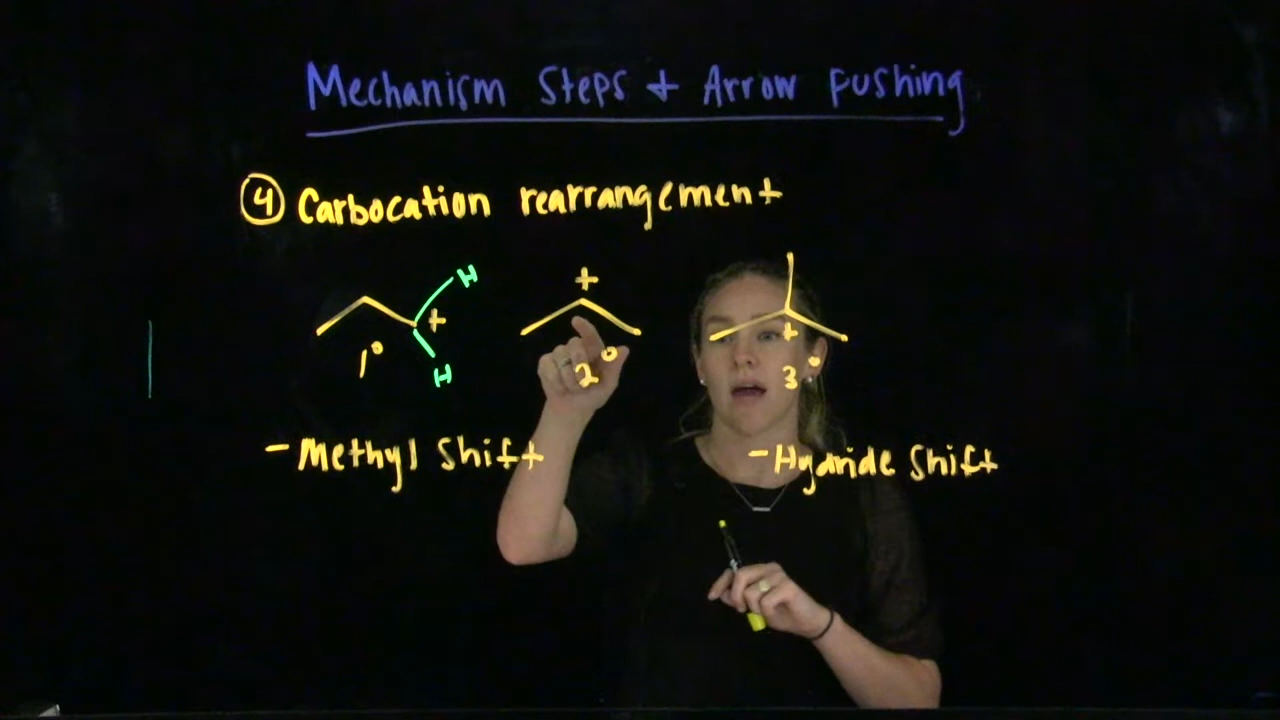 Mechanism Steps + Arrow Pushing
④ Carbocation rearrangement
H
+
+
+
1°
H
2°
3°
- Methyl Shift
- Hydride Shift